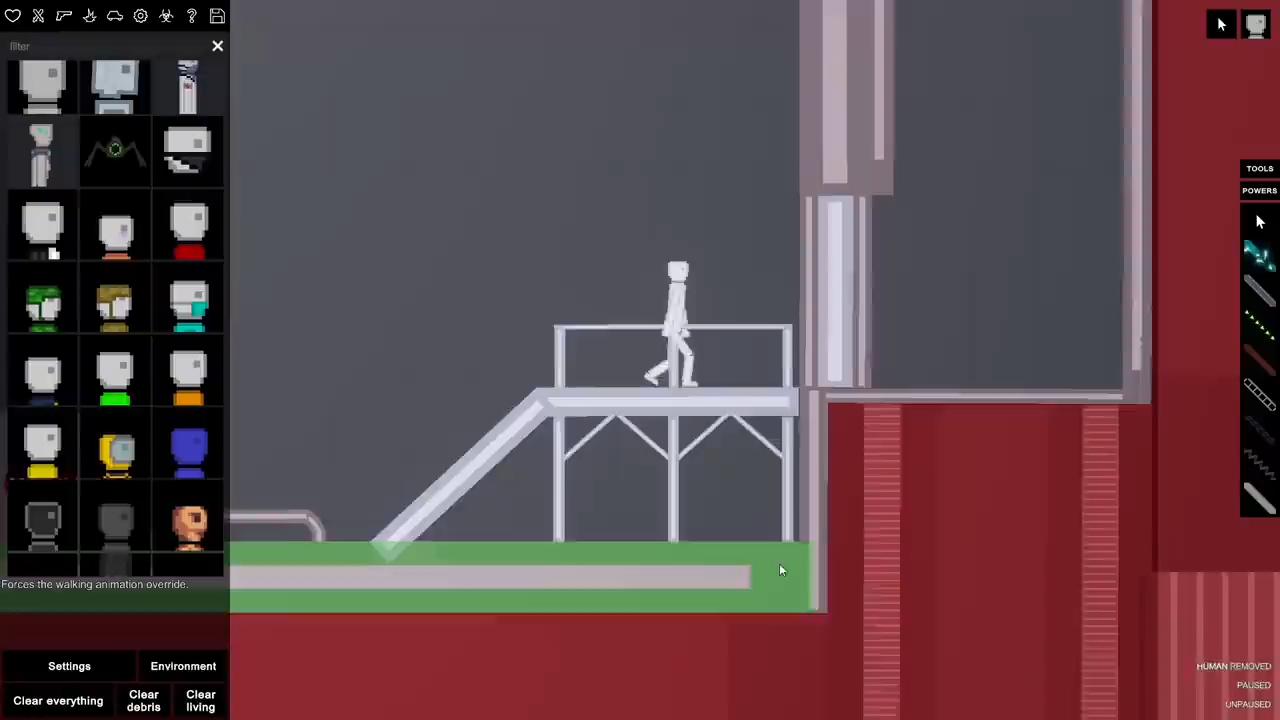 filter
TOOLS
POWERS
Forces the walking animation override.
Settings
Environment
Clear everything
Clear debris
Clear living
HUMAN REMOVED
PAUSED
UNPAUSED